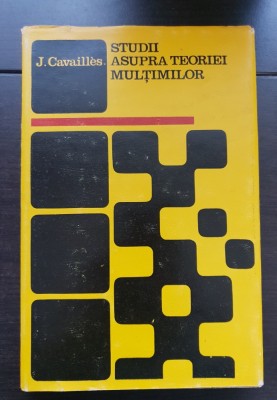 J. Cavaillès.
STUDII
ASUPRA TEORIEI
MULȚIMILOR